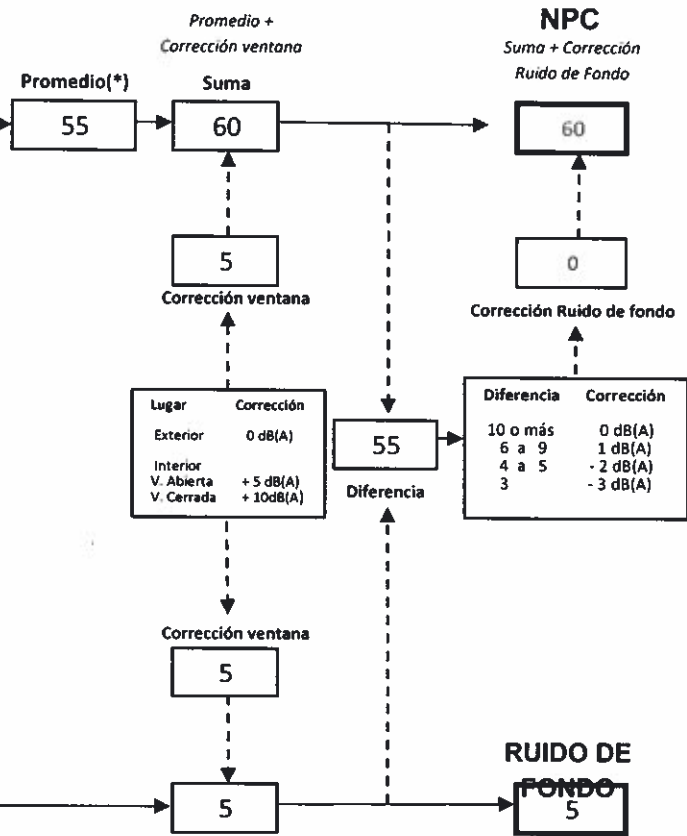 Promedio +
Corrección ventana
NPC
Suma + Corrección
Ruido de Fondo
Promedio(*)
Suma
55
60
60
5
0
Corrección ventana
Corrección Ruido de fondo
Lugar Corrección
Exterior 0 dB(A)
Interior
V. Abierta + 5 dB(A)
V. Cerrada + 10dB(A)
55
Diferencia
Diferencia Corrección
10 o más 0 dB(A)
6 a 9 1 dB(A)
4 a 5 - 2 dB(A)
3 - 3 dB(A)
Corrección ventana
5
RUIDO DE
FONDO
5
5